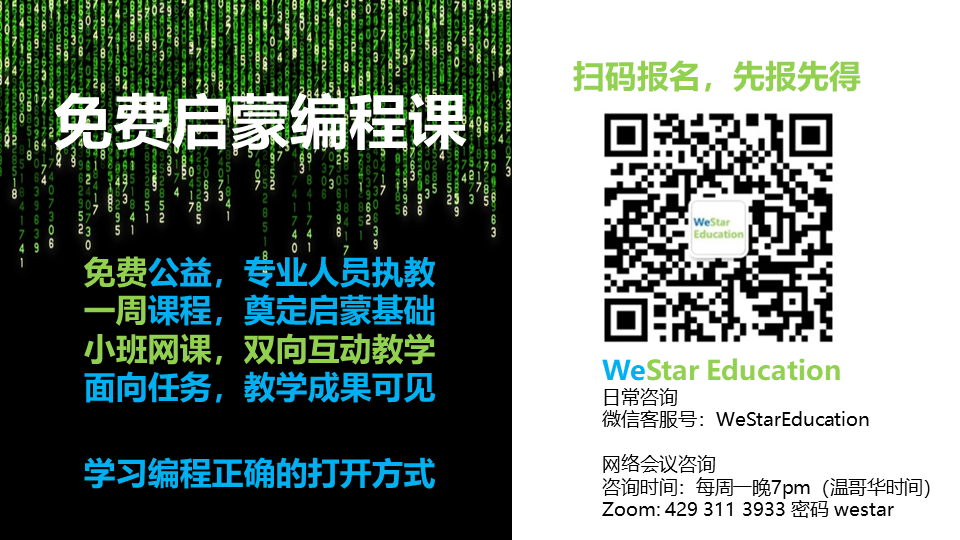 免费启蒙编程课
免费公益，专业人员执教
一周课程，奠定启蒙基础
小班网课，双向互动教学
面向任务，教学成果可见
学习编程正确的打开方式
扫码报名，先报先得
WeStar
Education
WeStar Education
日常咨询
微信客服号：WeStarEducation
网络会议咨询
咨询时间：每周一晚7pm（温哥华时间）
Zoom: 429 311 3933 密码 westar